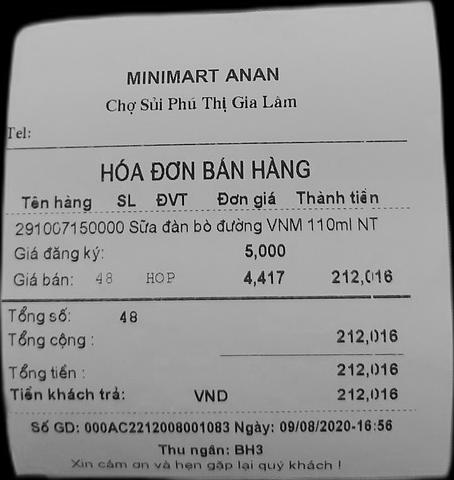 MINIMART ANAN
Chợ Sủi Phú Thị Gia Lâm
Tel:
HÓA ĐƠN BÁN HÀNG
Tên hàng SL ĐVT Đơn giá Thành tiền
291007150000 Sữa đàn bò đường VNM 110ml NT
Giá đăng ký: 5,000
Giá bán: 48 HOP 4,417 212,016
Tổng số: 48
Tổng cộng : 212,016
Tổng tiền : 212,016
Tiền khách trả: VND 212,016
Số GD: 000AC2212008001083 Ngày: 09/08/2020-16:56
Thu ngân: BH3
Xin cảm ơn và hẹn gặp lại quý khách !